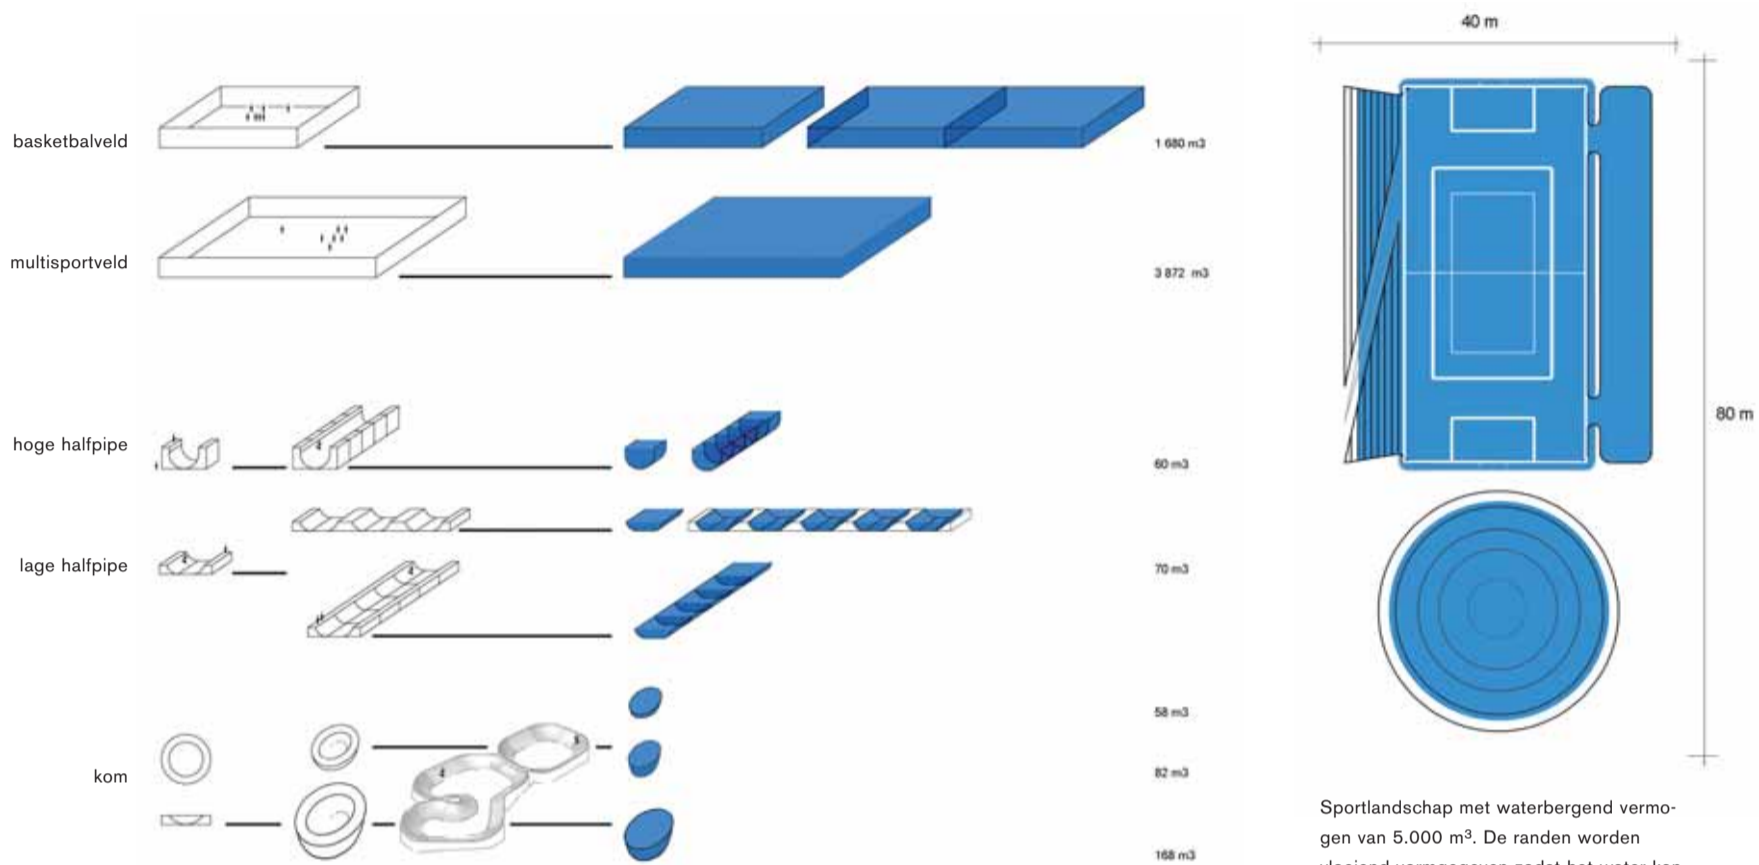 basketbalveld
1 680 m3
multisportveld
3 872 m3
hoge halfpipe
60 m3
lage halfpipe
70 m3
58 m3
kom
82 m3
168 m3
40 m
80 m
Sportlandschap met waterbergend vermo-
gen van 5.000 m³. De randen worden